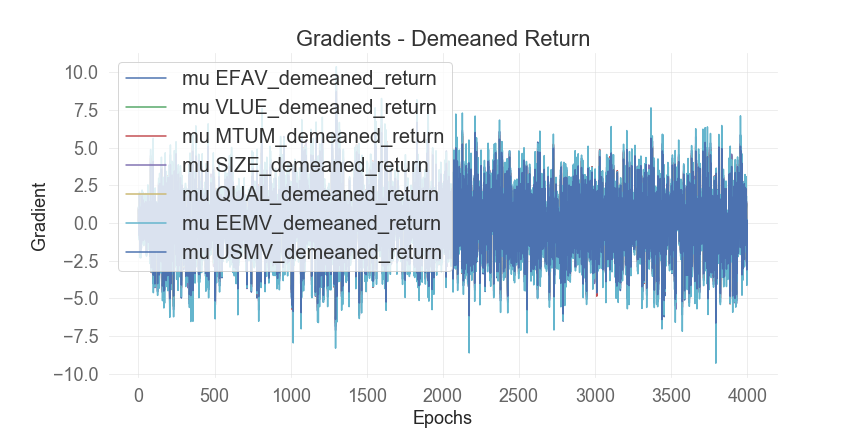 Gradients - Demeaned Return
10.0
7.5
5.0
2.5
0.0
−2.5
−5.0
−7.5
−10.0
Gradient
mu EFAV_demeaned_return
mu VLUE_demeaned_return
mu MTUM_demeaned_return
mu SIZE_demeaned_return
mu QUAL_demeaned_return
mu EEMV_demeaned_return
mu USMV_demeaned_return
0 500 1000 1500 2000 2500 3000 3500 4000
Epochs